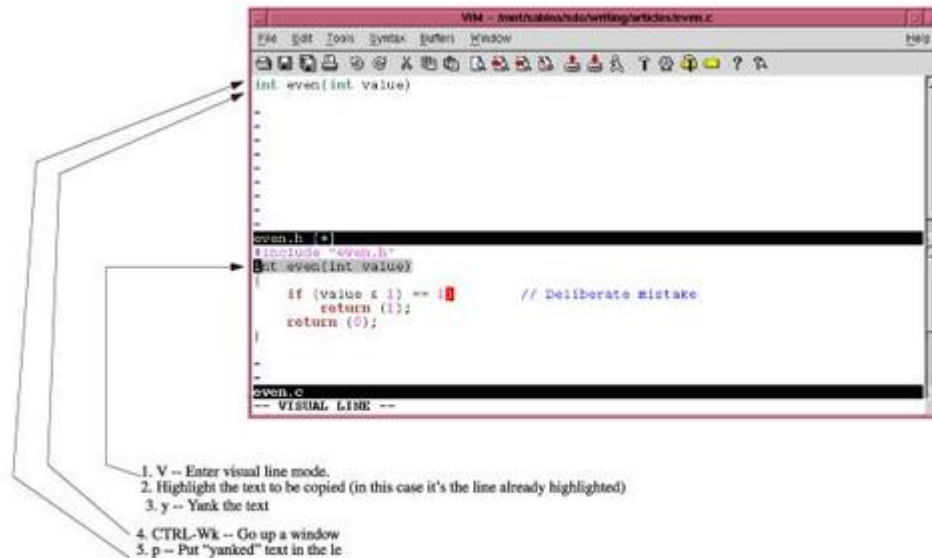 VIM - /mnt/sabina/sdo/writing/articles/even.c
File Edit Tools Syntax Buffers Window Help
int even(int value)
even.h [+]
#include "even.h"
int even(int value)
{
if (value & 1) == 1) // Deliberate mistake
return (1);
return (0);
}
even.c
-- VISUAL LINE --
1. V -- Enter visual line mode.
2. Highlight the text to be copied (in this case it's the line already highlighted)
3. y -- Yank the text
4. CTRL-Wk -- Go up a window
5. p -- Put "yanked" text in the le